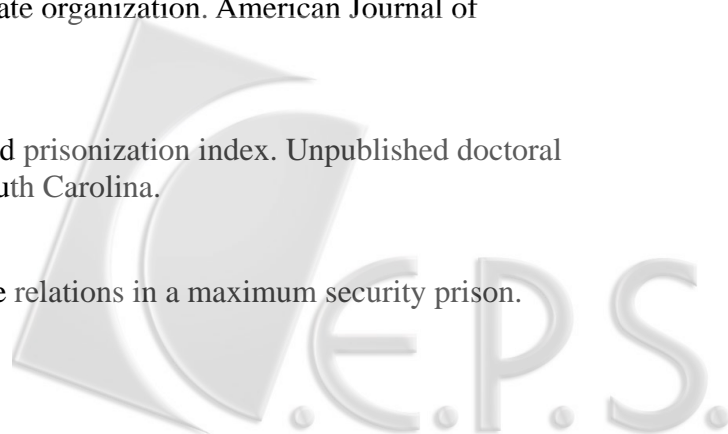 ate organization. American Journal of
d prisonization index. Unpublished doctoral
uth Carolina.
e relations in a maximum security prison.
C.E.P.S.